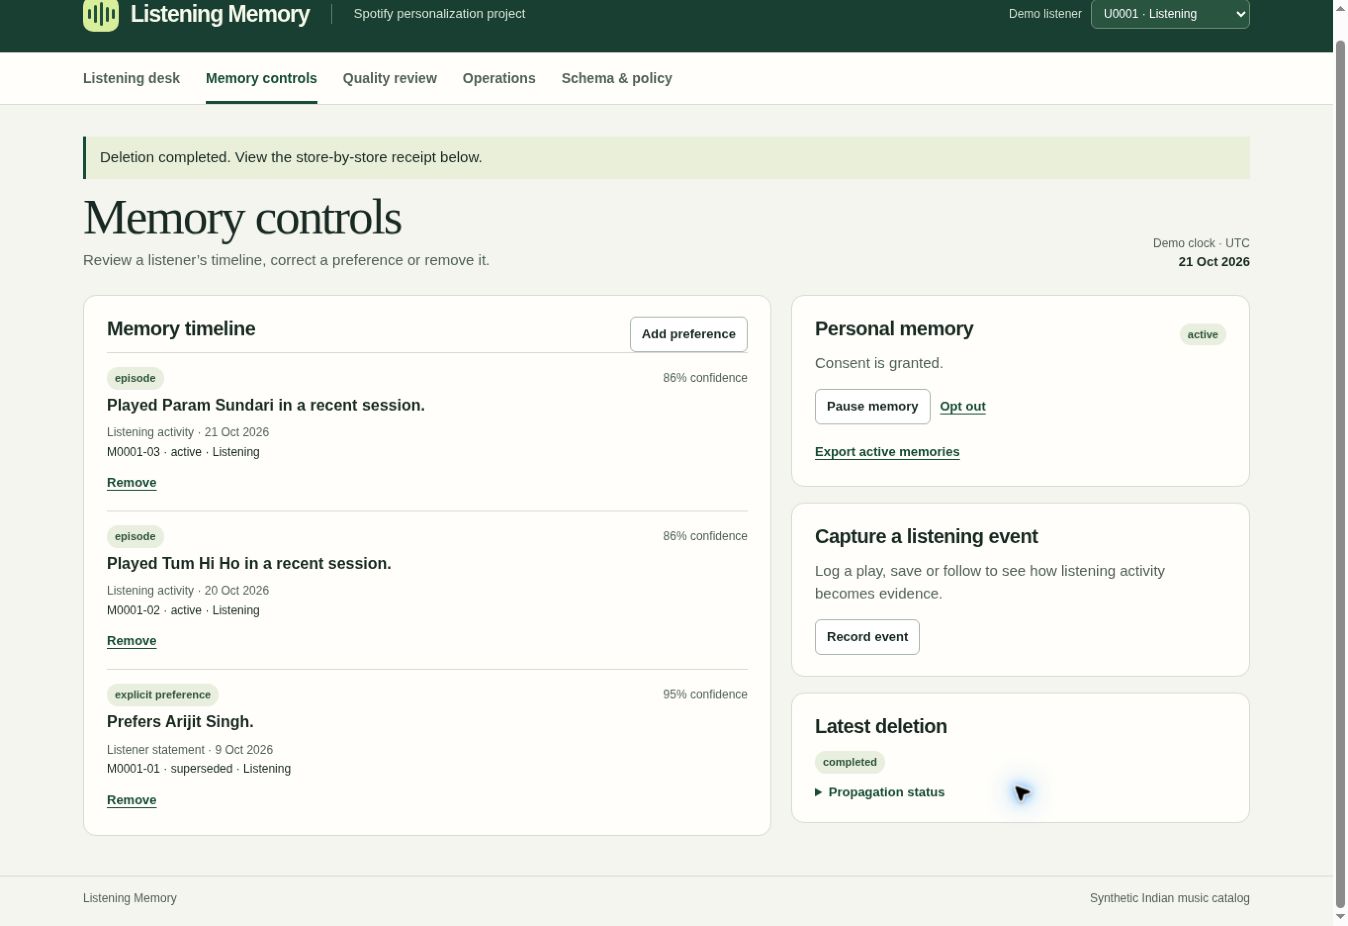 Listening Memory
Spotify personalization project
Demo listener
U0001 · Listening
Listening desk
Memory controls
Quality review
Operations
Schema & policy
Deletion completed. View the store-by-store receipt below.
Memory controls
Review a listener’s timeline, correct a preference or remove it.
Demo clock · UTC
21 Oct 2026
Memory timeline
Add preference
episode
86% confidence
Played Param Sundari in a recent session.
Listening activity · 21 Oct 2026
M0001-03 · active · Listening
Remove
episode
86% confidence
Played Tum Hi Ho in a recent session.
Listening activity · 20 Oct 2026
M0001-02 · active · Listening
Remove
explicit preference
95% confidence
Prefers Arijit Singh.
Listener statement · 9 Oct 2026
M0001-01 · superseded · Listening
Remove
Personal memory
active
Consent is granted.
Pause memory
Opt out
Export active memories
Capture a listening event
Log a play, save or follow to see how listening activity
becomes evidence.
Record event
Latest deletion
completed
Propagation status
Listening Memory
Synthetic Indian music catalog